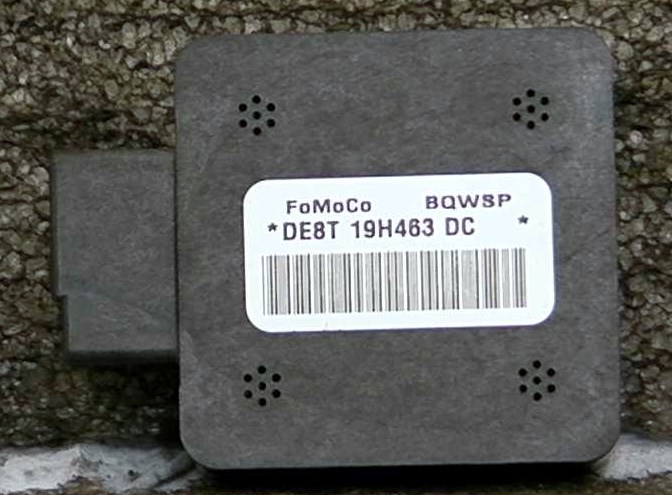 FoMoCo BQWSP
*DE8T 19H463 DC *